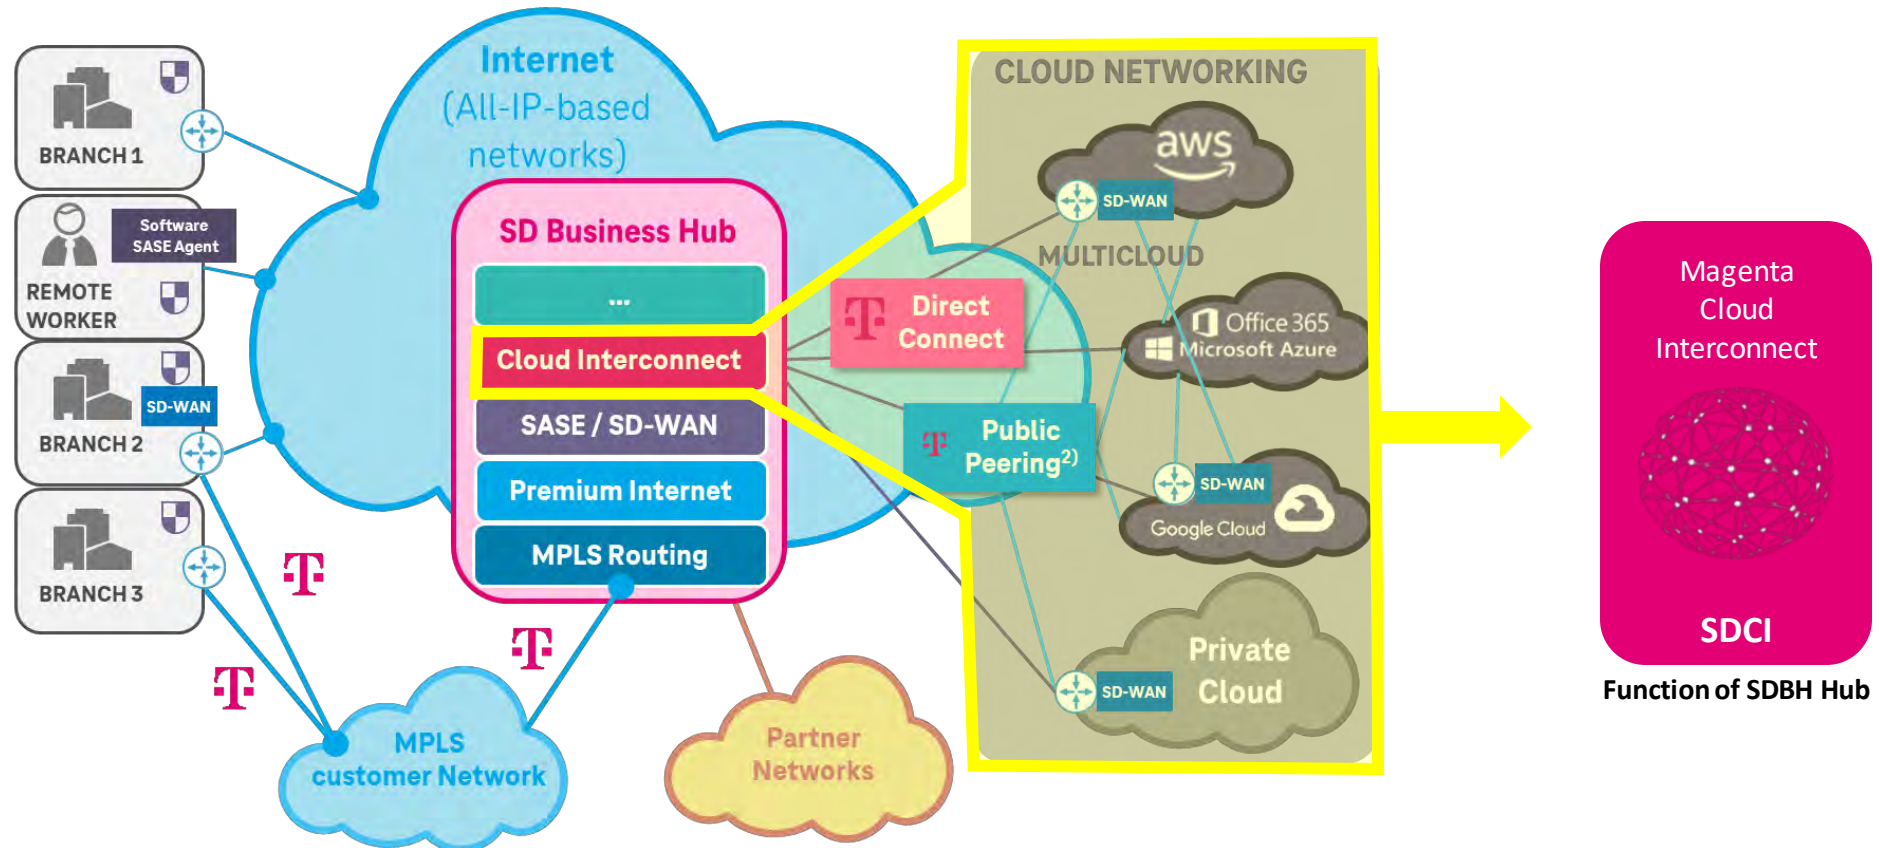 Internet
(All-IP-based
networks)
BRANCH 1
Software
SASE Agent
REMOTE
WORKER
SD-WAN
BRANCH 2
BRANCH 3
SD Business Hub
...
Cloud Interconnect
SASE / SD-WAN
Premium Internet
MPLS Routing
T
T
T
MPLS
customer Network
Partner
Networks
T Direct
Connect
T Public
Peering2)
CLOUD NETWORKING
aws
SD-WAN
MULTICLOUD
Office 365
Microsoft Azure
SD-WAN
Google Cloud
Private
Cloud
SD-WAN
Magenta
Cloud
Interconnect
SDCI
Function of SDBH Hub